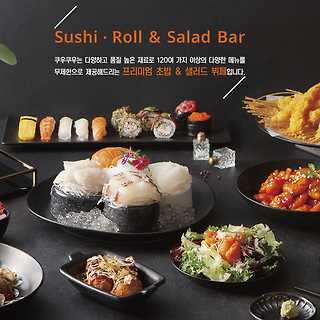 Sushi · Roll & Salad Bar
쿠우쿠우는 다양하고 품질 높은 재료로 120여 가지 이상의 다양한 메뉴를
무제한으로 제공해드리는 프리미엄 초밥 & 샐러드 뷔페입니다.